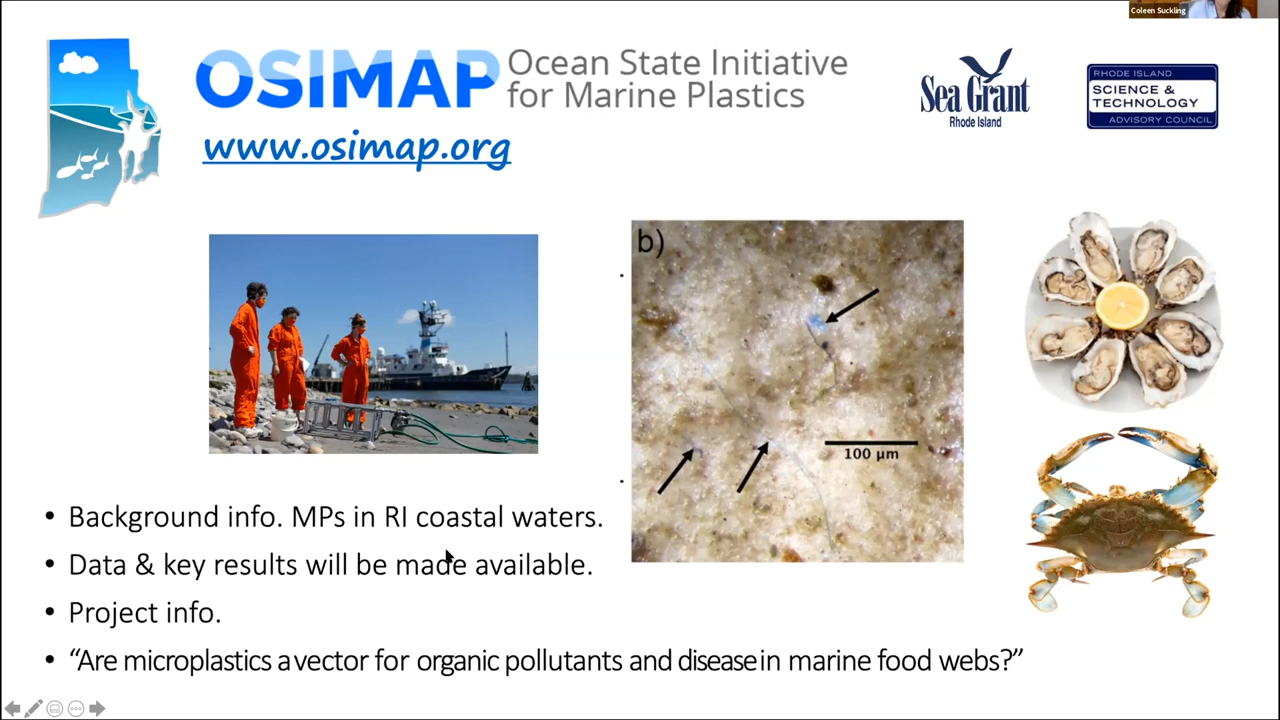 Coleen Suckling
OSIMAP Ocean State Initiative
for Marine Plastics
www.osimap.org
Sea Grant
Rhode Island
RHODE ISLAND
SCIENCE &
TECHNOLOGY
ADVISORY COUNCIL
b)
100 µm
• Background info. MPs in RI coastal waters.
• Data & key results will be made available.
• Project info.
• “Are microplastics a vector for organic pollutants and disease in marine food webs?”